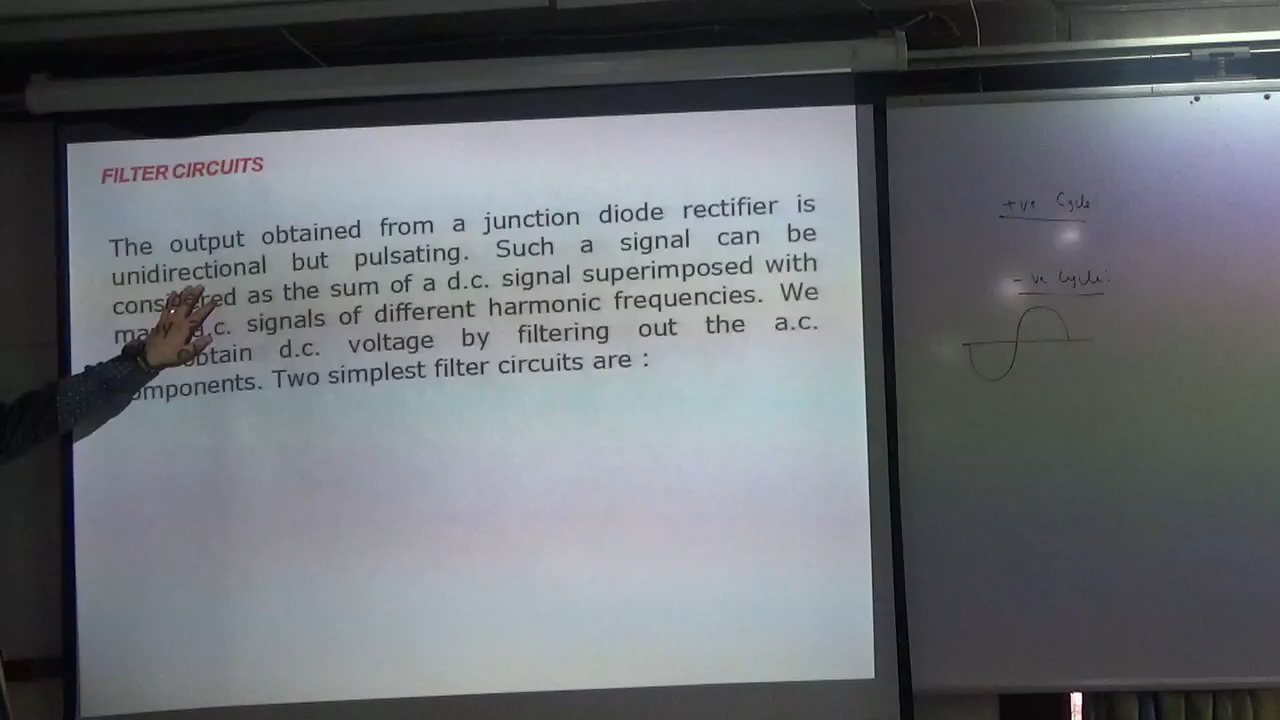 FILTER CIRCUITS
The output obtained from a junction diode rectifier is
unidirectional but pulsating. Such a signal can be
considered as the sum of a d.c. signal superimposed with
many a.c. signals of different harmonic frequencies. We
obtain d.c. voltage by filtering out the a.c.
components. Two simplest filter circuits are :
+ve Cycle
-ve Cycle: